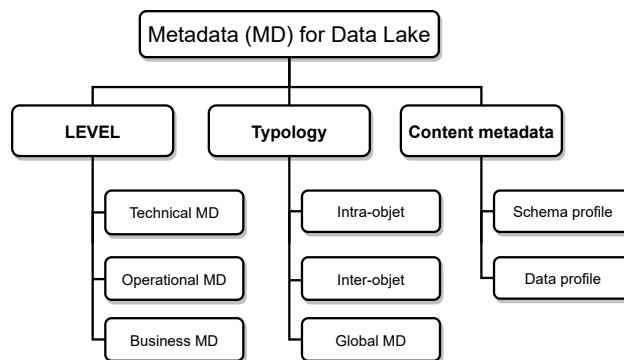 Metadata (MD) for Data Lake
LEVEL
Typology
Content metadata
Technical MD
Intra-objet
Schema profile
Operational MD
Inter-objet
Data profile
Business MD
Global MD